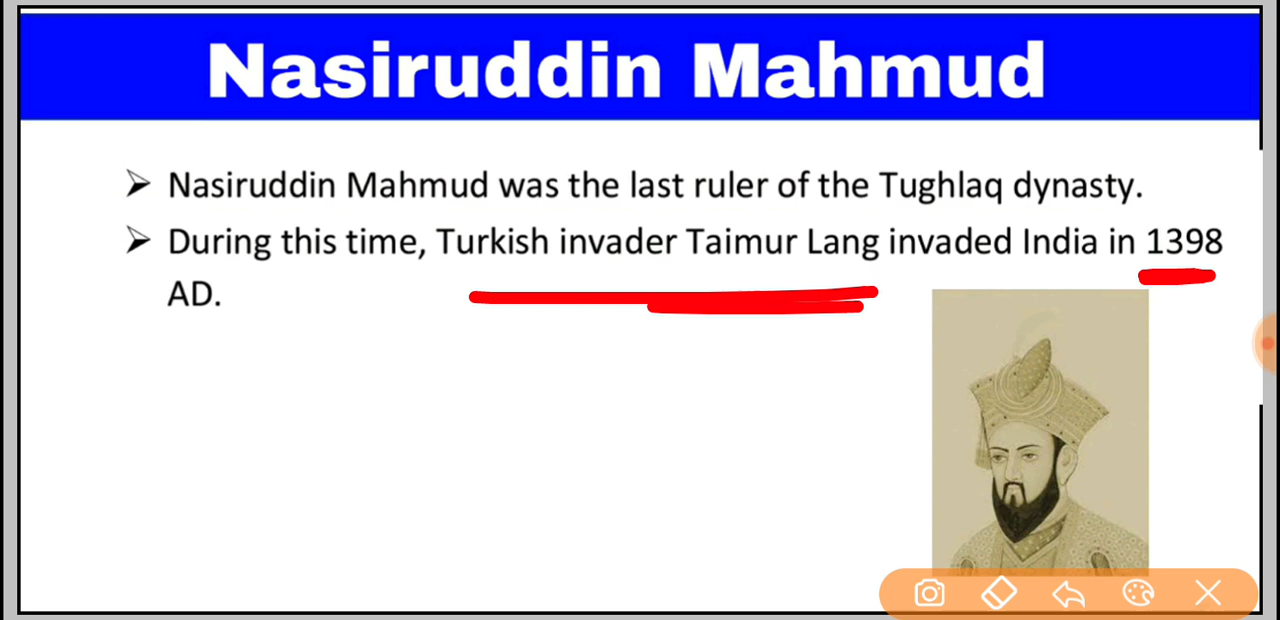 Nasiruddin Mahmud
➢ Nasiruddin Mahmud was the last ruler of the Tughlaq dynasty.
➢ During this time, Turkish invader Taimur Lang invaded India in 1398
AD.